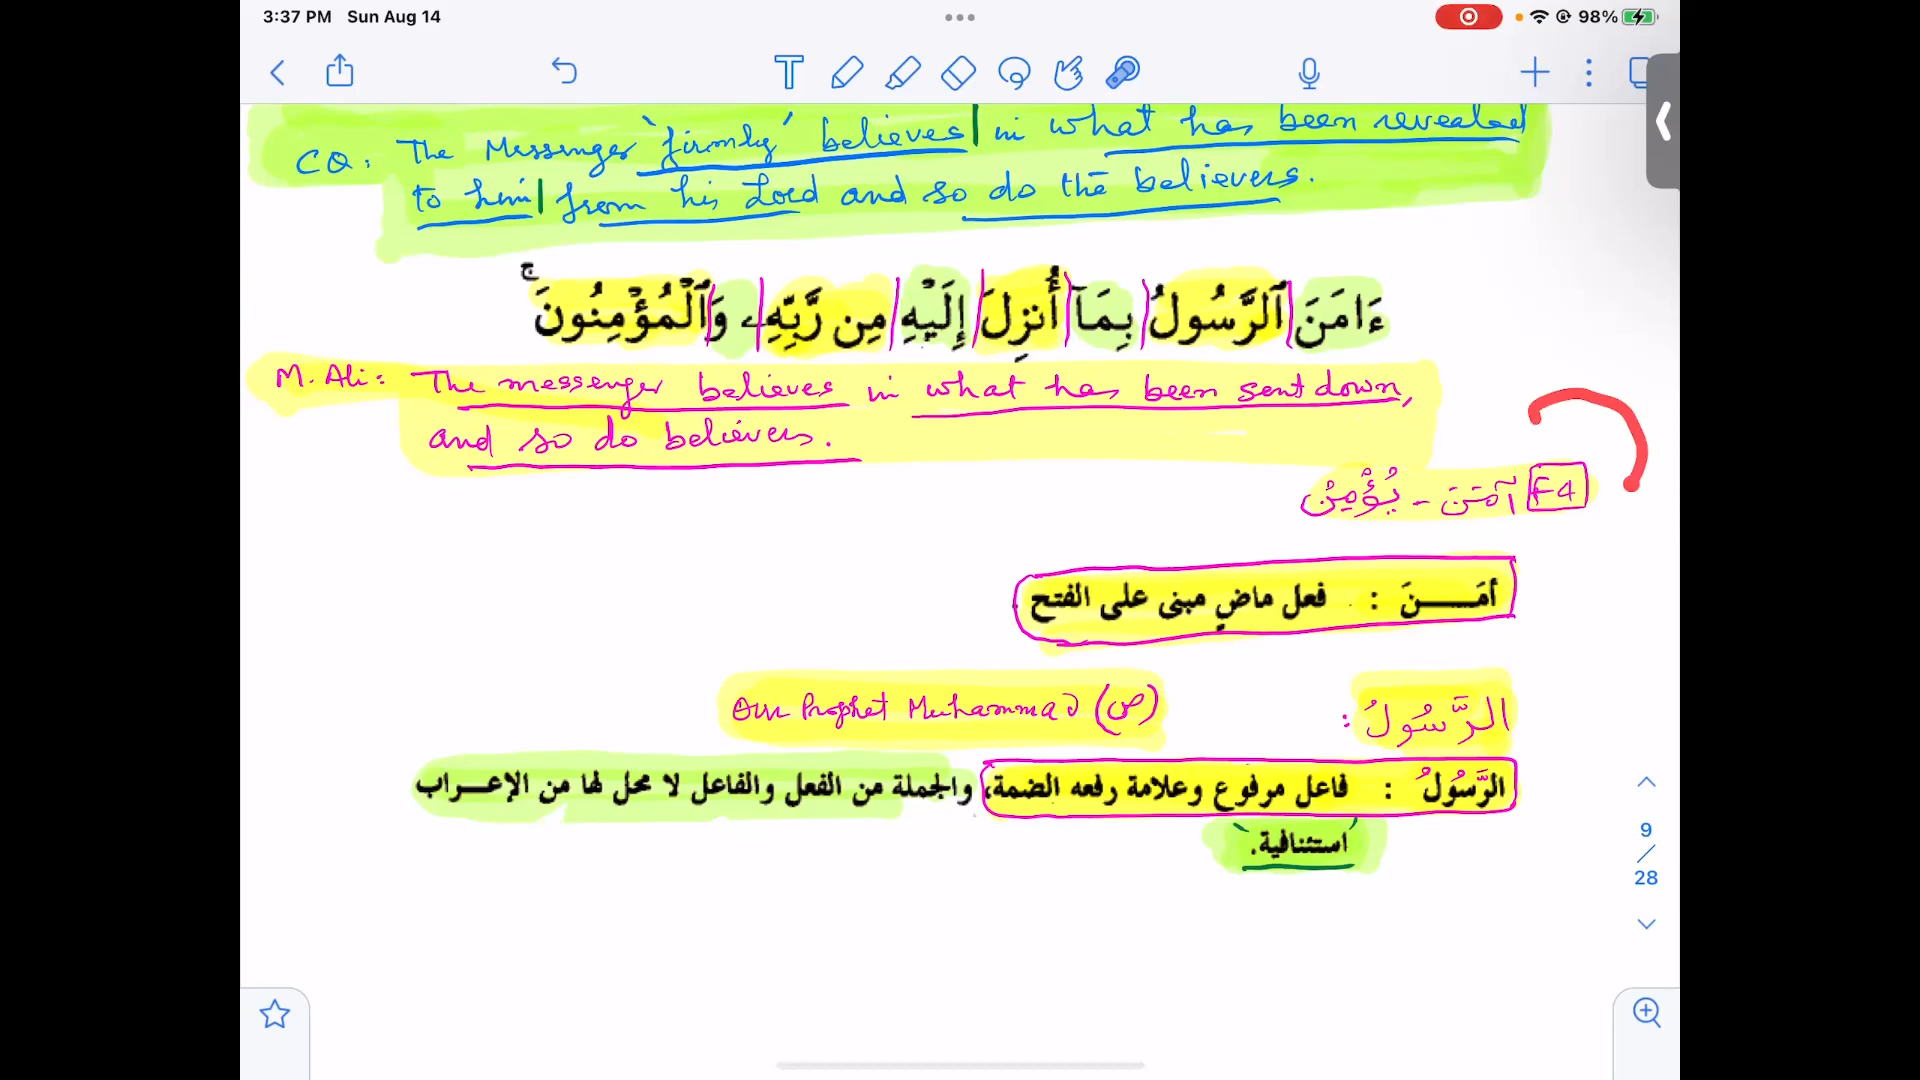 3:37 PM Sun Aug 14
98%
CQ: The Messenger 'firmly' believes in what has been revealed
to him from his Lord and so do the believers.
ءَامَنَ ٱلرَّسُولُ بِمَآ أُنزِلَ إِلَيْهِ مِن رَّبِّهِۦ وَٱلْمُؤْمِنُونَ ۚ
M. Ali: The messenger believes in what has been sent down,
and so do believers.
F4 آمَنَ - يُؤْمِنُ
أمَـــــنَ : فعل ماضٍ مبنى على الفتح
الرَّسُولُ : Our Prophet Muhammad (ص)
الرَّسُولُ : فاعل مرفوع وعلامة رفعه الضمة، والجملة من الفعل والفاعل لا محل لها من الإعـــراب
استئنافية.
9
/
28